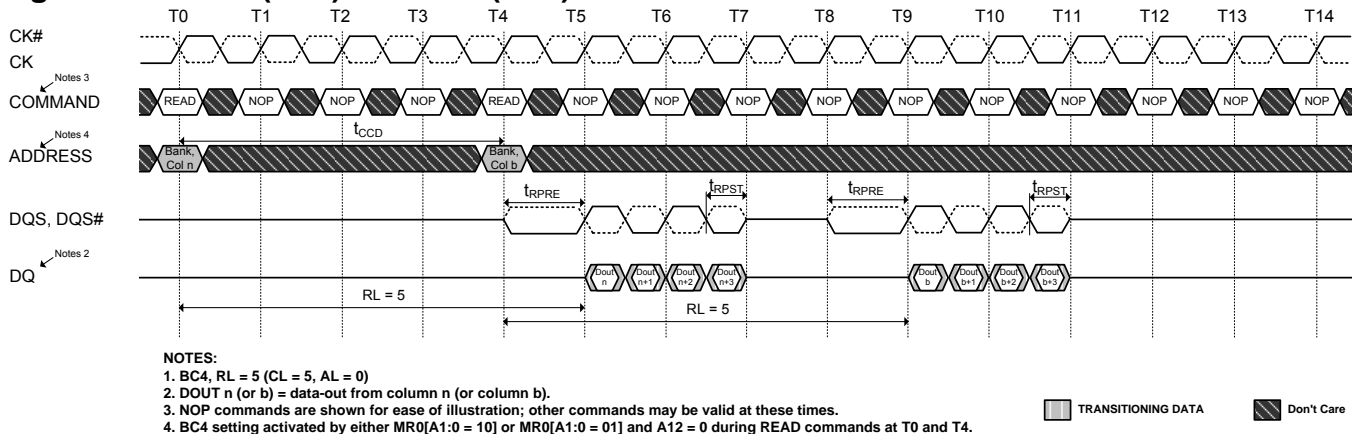 T0 T1 T2 T3 T4 T5 T6 T7 T8 T9 T10 T11 T12 T13 T14
CK#
CK
Notes 3
COMMAND READ NOP NOP NOP READ NOP NOP NOP NOP NOP NOP NOP NOP NOP NOP
tCCD
Notes 4
ADDRESS Bank, Col n Bank, Col b
tRPRE tRPST tRPRE tRPST
DQS, DQS#
Notes 2
DQ Dout n Dout n+1 Dout n+2 Dout n+3 Dout b Dout b+1 Dout b+2 Dout b+3
RL = 5
RL = 5
NOTES:
1. BC4, RL = 5 (CL = 5, AL = 0)
2. DOUT n (or b) = data-out from column n (or column b).
3. NOP commands are shown for ease of illustration; other commands may be valid at these times.
4. BC4 setting activated by either MR0[A1:0 = 10] or MR0[A1:0 = 01] and A12 = 0 during READ commands at T0 and T4.
TRANSITIONING DATA Don't Care